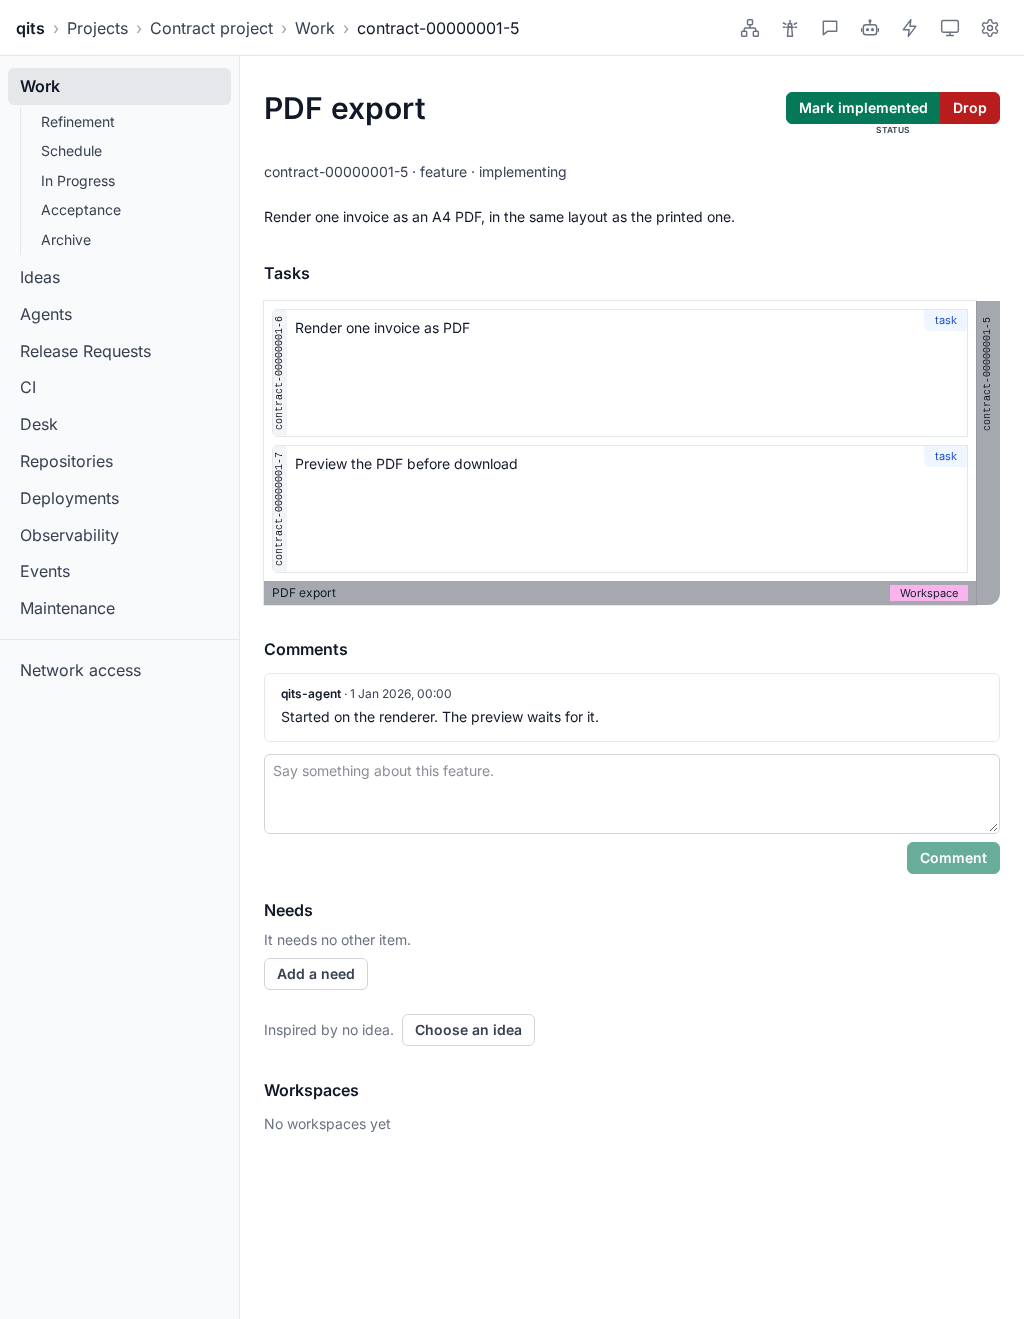 qits › Projects › Contract project › Work › contract-00000001-5
Work
Refinement
Schedule
In Progress
Acceptance
Archive
Ideas
Agents
Release Requests
CI
Desk
Repositories
Deployments
Observability
Events
Maintenance
Network access
PDF export
Mark implemented
Drop
STATUS
contract-00000001-5 · feature · implementing
Render one invoice as an A4 PDF, in the same layout as the printed one.
Tasks
contract-00000001-6
Render one invoice as PDF
task
contract-00000001-7
Preview the PDF before download
task
contract-00000001-5
PDF export
Workspace
Comments
qits-agent · 1 Jan 2026, 00:00
Started on the renderer. The preview waits for it.
Say something about this feature.
Comment
Needs
It needs no other item.
Add a need
Inspired by no idea.
Choose an idea
Workspaces
No workspaces yet